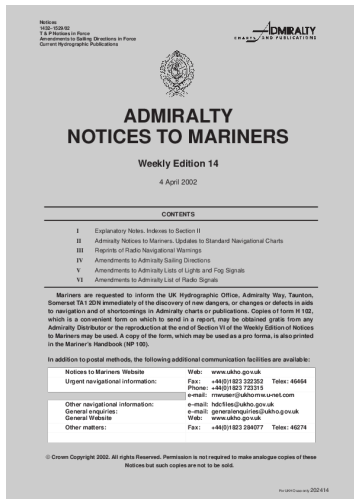 Notices
1432--1529/02
T & P Notices in Force
Amendments to Sailing Directions in Force
Current Hydrographic Publications
ADMIRALTY
CHARTS AND PUBLICATIONS
ADMIRALTY
NOTICES TO MARINERS
Weekly Edition 14
4 April 2002
CONTENTS
I Explanatory Notes. Indexes to Section II
II Admiralty Notices to Mariners. Updates to Standard Navigational Charts
III Reprints of Radio Navigational Warnings
IV Amendments to Admiralty Sailing Directions
V Amendments to Admiralty Lists of Lights and Fog Signals
VI Amendments to Admiralty List of Radio Signals
Mariners are requested to inform the UK Hydrographic Office, Admiralty Way, Taunton,
Somerset TA1 2DN immediately of the discovery of new dangers, or changes or defects in aids
to navigation and of shortcomings in Admiralty charts or publications. Copies of form H 102,
which is a convenient form on which to send in a report, may be obtained gratis from any
Admiralty Distributor or the reproduction at the end of Section VI of the Weekly Edition of Notices
to Mariners may be used. A copy of the form, which may be used as a pro forma, is also printed
in the Mariner's Handbook (NP 100).
In addition to postal methods, the following additional communication facilities are available:
Notices to Mariners Website Web: www.ukho.gov.uk
Urgent navigational information: Fax: +44(0)1823 322352 Telex: 46464
Phone: +44(0)1823 723315
e-mail: rnwuser@ukhornw.u-net.com
Other navigational information: e-mail: hdcfiles@ukho.gov.uk
General enquiries: e-mail: generalenquiries@ukho.gov.uk
General Website Web: www.ukho.gov.uk
Other matters: Fax: +44(0)1823 284077 Telex: 46274
© Crown Copyright 2002. All rights Reserved. Permission is not required to make analogue copies of these
Notices but such copies are not to be sold.
For UKHO use only 202414